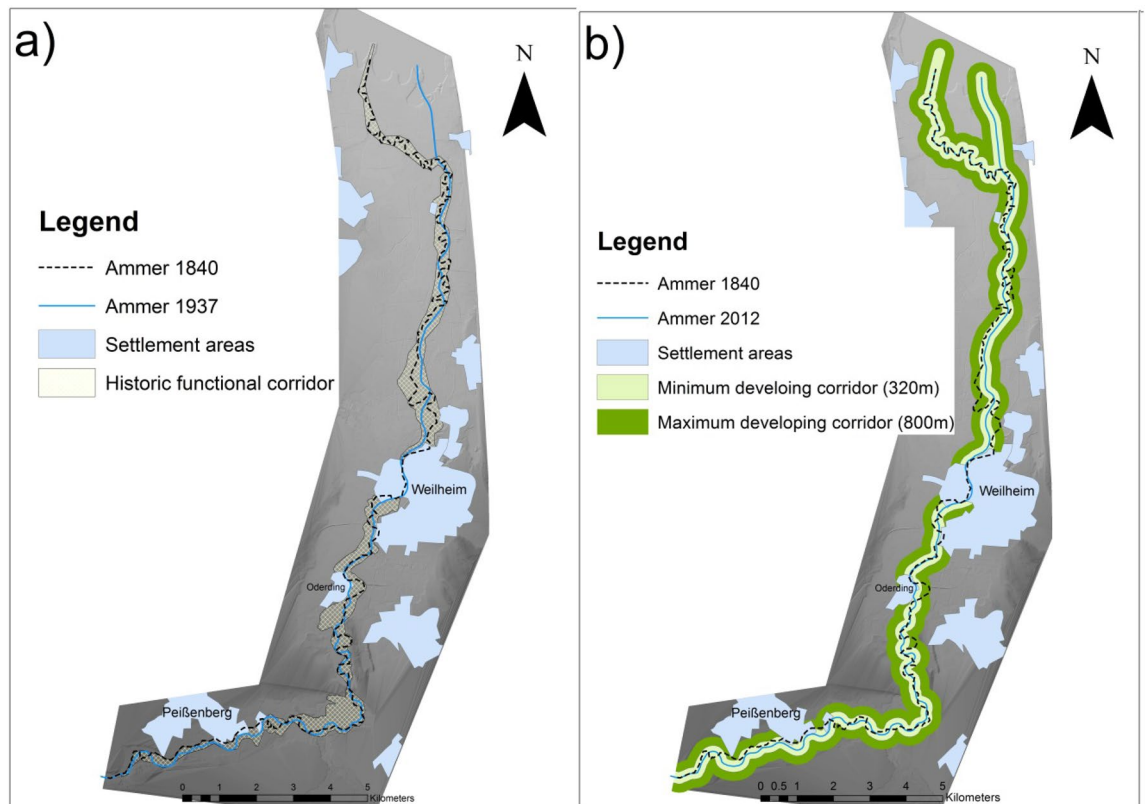 a)
N
Legend
Ammer 1840
Ammer 1937
Settlement areas
Historic functional corridor
Weilheim
Oderding
Peißenberg
0 1 2 3 4 5
Kilometers
b)
N
Legend
Ammer 1840
Ammer 2012
Settlement areas
Minimum develoing corridor (320m)
Maximum developing corridor (800m)
Weilheim
Oderding
Peißenberg
0 0.5 1 2 3 4 5
Kilometers